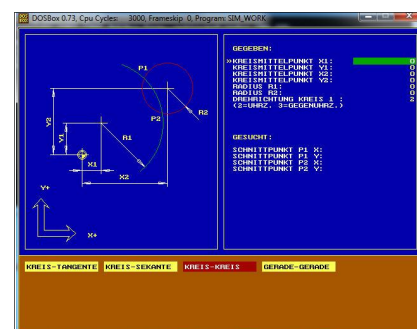 DOSBox 0.73, Cpu Cycles: 3000, Frameskip 0, Program: SIM_WORK
GEGEBEN:
»KREISMITTELPUNKT X1: 0
KREISMITTELPUNKT Y1: 0
KREISMITTELPUNKT X2: 0
KREISMITTELPUNKT Y2: 0
RADIUS R1: 0
RADIUS R2: 0
DREHRICHTUNG KREIS 1 : 2
(2=UHRZ, 3=GEGENUHRZ.)
GESUCHT:
SCHNITTPUNKT P1 X:
SCHNITTPUNKT P1 Y:
SCHNITTPUNKT P2 X:
SCHNITTPUNKT P2 Y:
P1
R2
P2
Y2
Y1
R1
X1
X2
Y+
X+
KREIS-TANGENTE KREIS-SEKANTE KREIS-KREIS GERADE-GERADE